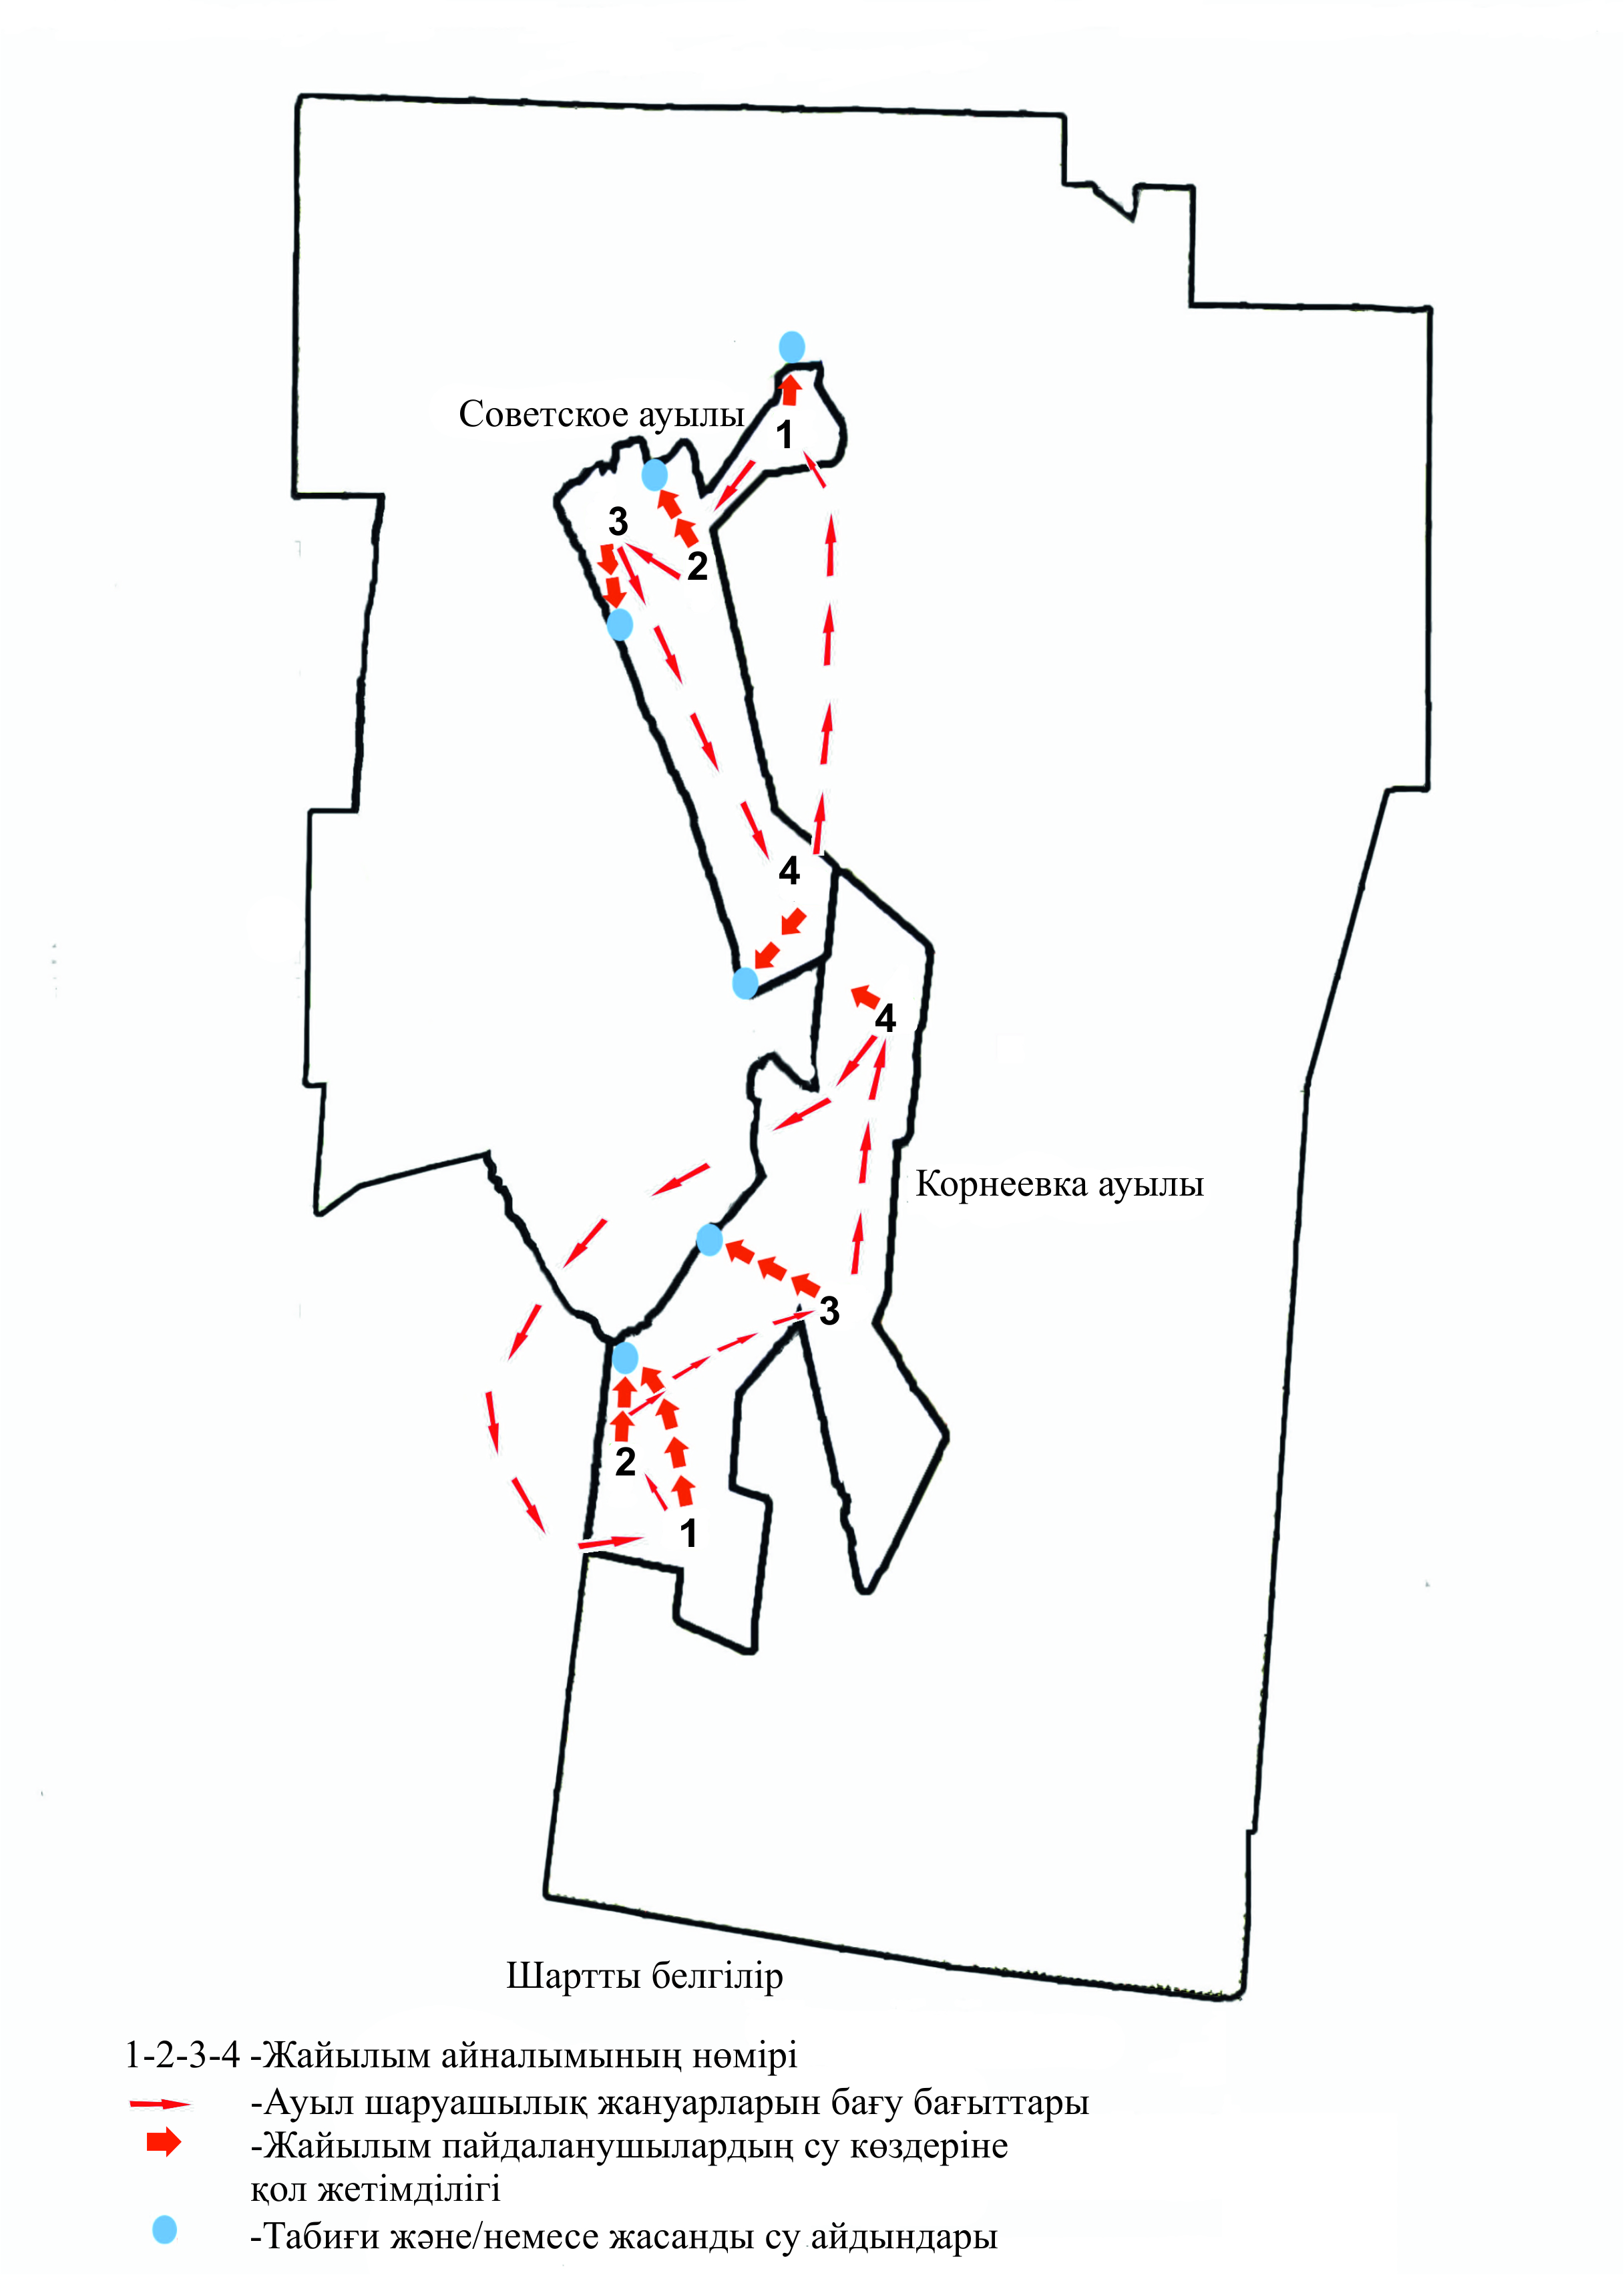 Советское ауылы
1
3
2
4
4
Корнеевка ауылы
3
2
1
Шартты белгілір
1-2-3-4 -Жайылым айналымының нөмірі
-Ауыл шаруашылық жануарларын бағу бағыттары
-Жайылым пайдаланушылардың су көздеріне
қол жетімділігі
-Табиғи және/немесе жасанды су айдындары